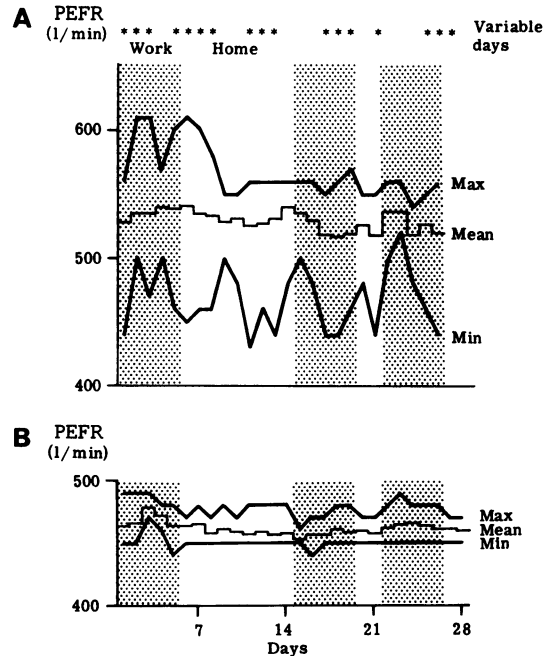 A PEFR
(l/min) * * * * * * * * * * * * * * * * * Variable
Work Home days
600
Max
Mean
500
Min
400
B PEFR
(l/min)
500
Max
Mean
Min
400
7 14 21 28
Days